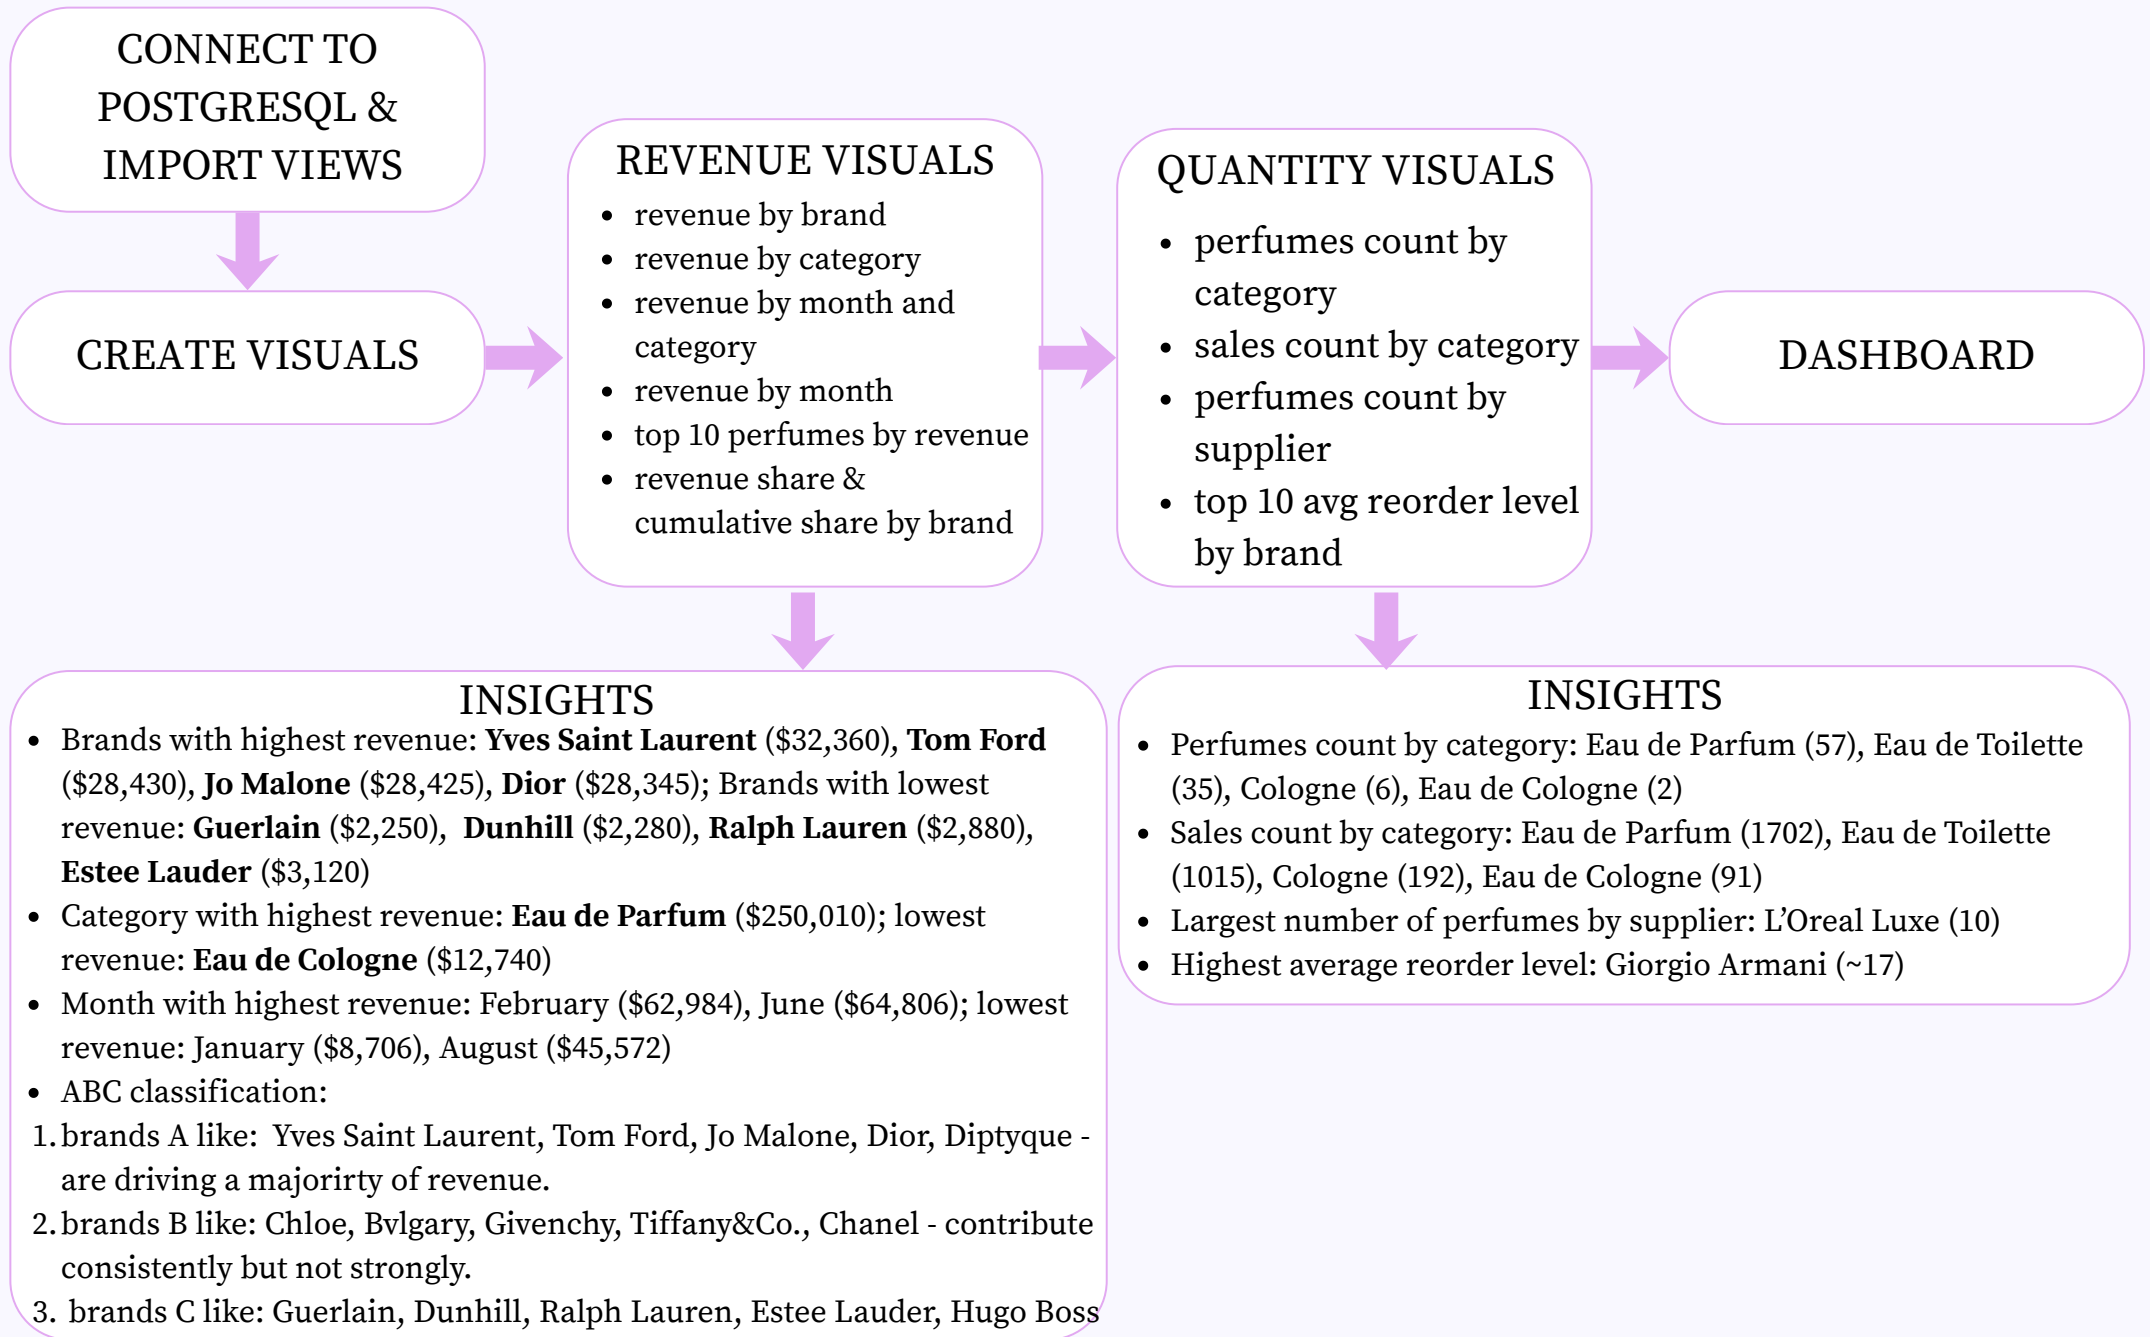 CONNECT TO
POSTGRESQL &
IMPORT VIEWS
CREATE VISUALS
REVENUE VISUALS
• revenue by brand
• revenue by category
• revenue by month and
category
• revenue by month
• top 10 perfumes by revenue
• revenue share &
cumulative share by brand
QUANTITY VISUALS
• perfumes count by
category
• sales count by category
• perfumes count by
supplier
• top 10 avg reorder level
by brand
DASHBOARD
INSIGHTS
• Brands with highest revenue: Yves Saint Laurent ($32,360), Tom Ford
($28,430), Jo Malone ($28,425), Dior ($28,345); Brands with lowest
revenue: Guerlain ($2,250), Dunhill ($2,280), Ralph Lauren ($2,880),
Estee Lauder ($3,120)
• Category with highest revenue: Eau de Parfum ($250,010); lowest
revenue: Eau de Cologne ($12,740)
• Month with highest revenue: February ($62,984), June ($64,806); lowest
revenue: January ($8,706), August ($45,572)
• ABC classification:
1. brands A like: Yves Saint Laurent, Tom Ford, Jo Malone, Dior, Diptyque -
are driving a majorirty of revenue.
2. brands B like: Chloe, Bvlgary, Givenchy, Tiffany&Co., Chanel - contribute
consistently but not strongly.
3. brands C like: Guerlain, Dunhill, Ralph Lauren, Estee Lauder, Hugo Boss
INSIGHTS
• Perfumes count by category: Eau de Parfum (57), Eau de Toilette
(35), Cologne (6), Eau de Cologne (2)
• Sales count by category: Eau de Parfum (1702), Eau de Toilette
(1015), Cologne (192), Eau de Cologne (91)
• Largest number of perfumes by supplier: L’Oreal Luxe (10)
• Highest average reorder level: Giorgio Armani (~17)